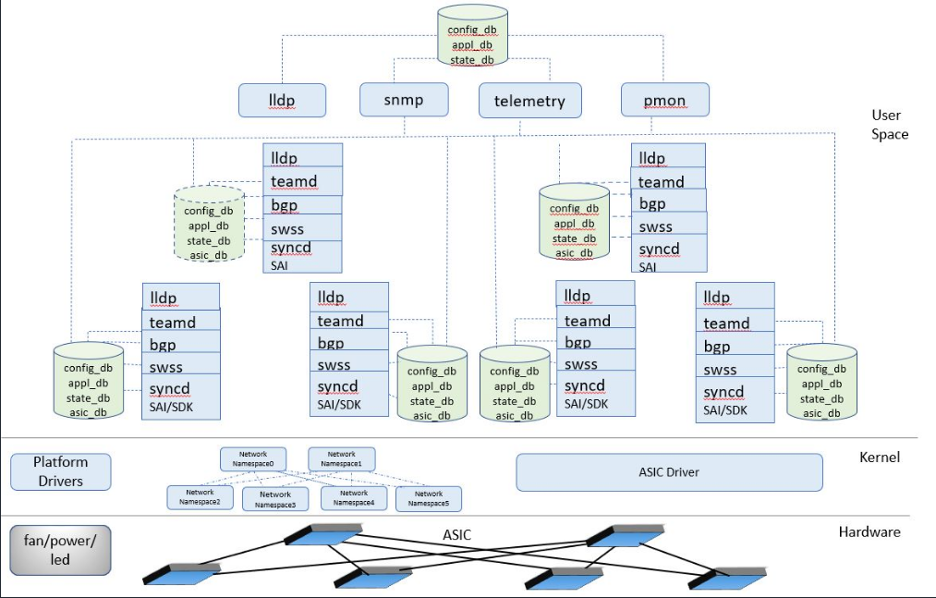 config_db
appl_db
state_db
lldp
snmp
telemetry
pmon
User
Space
lldp
teamd
bgp
swss
syncd
SAI
config_db
appl_db
state_db
asic_db
lldp
teamd
bgp
swss
syncd
SAI
config_db
appl_db
state_db
asic_db
lldp
teamd
bgp
swss
syncd
SAI/SDK
config_db
appl_db
state_db
asic_db
lldp
teamd
bgp
swss
syncd
SAI/SDK
config_db
appl_db
state_db
asic_db
lldp
teamd
bgp
swss
syncd
SAI/SDK
config_db
appl_db
state_db
asic_db
lldp
teamd
bgp
swss
syncd
SAI/SDK
config_db
appl_db
state_db
asic_db
Kernel
Platform
Drivers
Network
Namespace0
Network
Namespace1
Network
Namespace2
Network
Namespace3
Network
Namespace4
Network
Namespace5
ASIC Driver
Hardware
fan/power/
led
ASIC